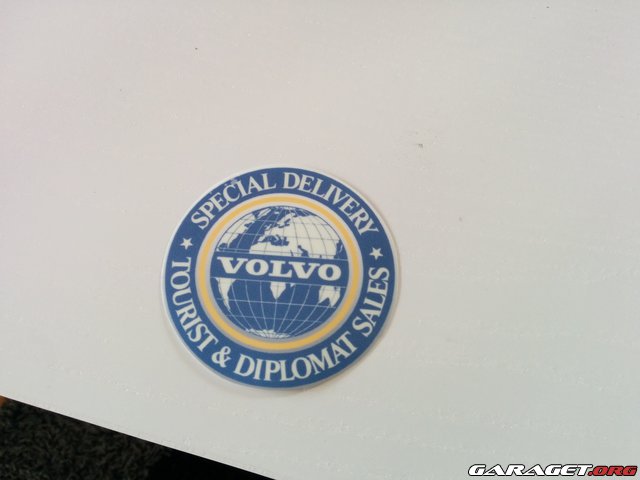 SPECIAL DELIVERY
VOLVO
TOURIST & DIPLOMAT SALES
GARAGET.ORG